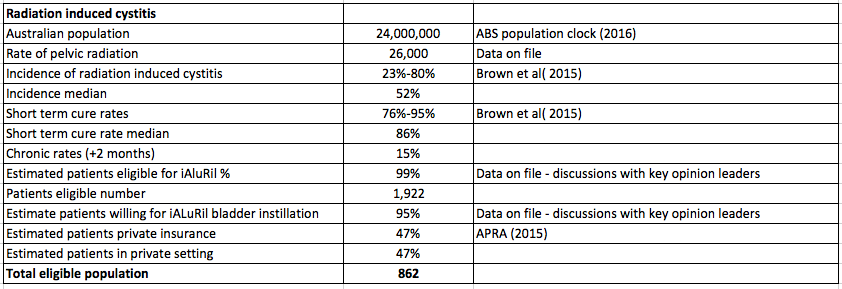 Radiation induced cystitis
Australian population 24,000,000 ABS population clock (2016)
Rate of pelvic radiation 26,000 Data on file
Incidence of radiation induced cystitis 23%-80% Brown et al( 2015)
Incidence median 52%
Short term cure rates 76%-95% Brown et al( 2015)
Short term cure rate median 86%
Chronic rates (+2 months) 15%
Estimated patients eligible for iAluRil % 99% Data on file - discussions with key opinion leaders
Patients eligible number 1,922
Estimate patients willing for iALuRil bladder instillation 95% Data on file - discussions with key opinion leaders
Estimated patients private insurance 47% APRA (2015)
Estimated patients in private setting 47%
Total eligible population 862